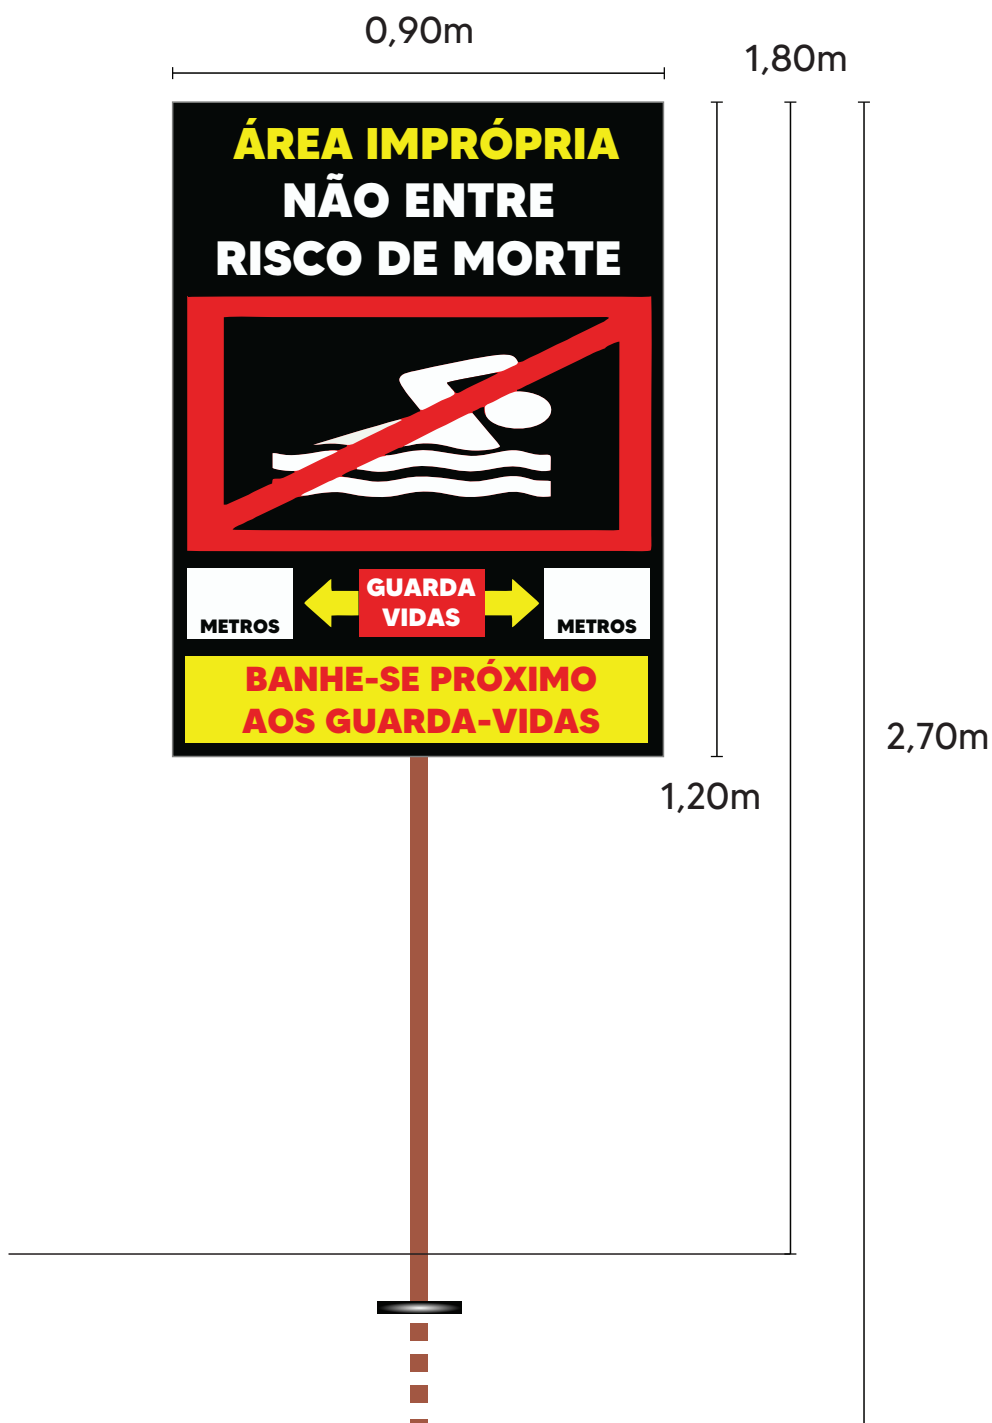 0,90m
1,80m
ÁREA IMPRÓPRIA
NÃO ENTRE
RISCO DE MORTE
METROS
GUARDA
VIDAS
METROS
BANHE-SE PRÓXIMO
AOS GUARDA-VIDAS
2,70m
1,20m